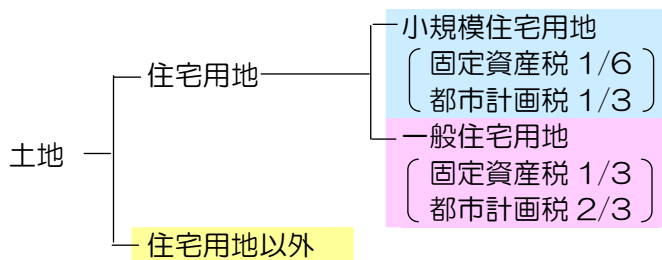 土地
住宅用地
小規模住宅用地
固定資産税 1/6
都市計画税 1/3
一般住宅用地
固定資産税 1/3
都市計画税 2/3
住宅用地以外